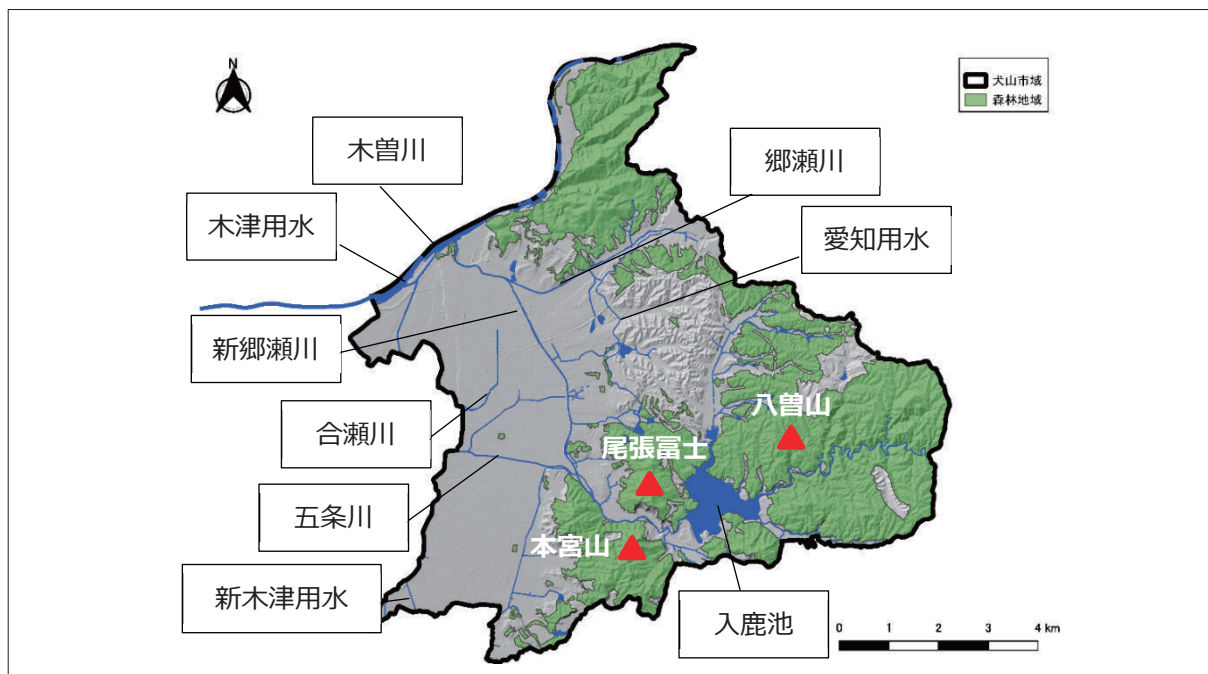 N
犬山市域
森林地域
木曽川
郷瀬川
木津用水
愛知用水
新郷瀬川
八曽山
合瀬川
尾張冨士
五条川
本宮山
新木津用水
入鹿池
0 1 2 3 4 km